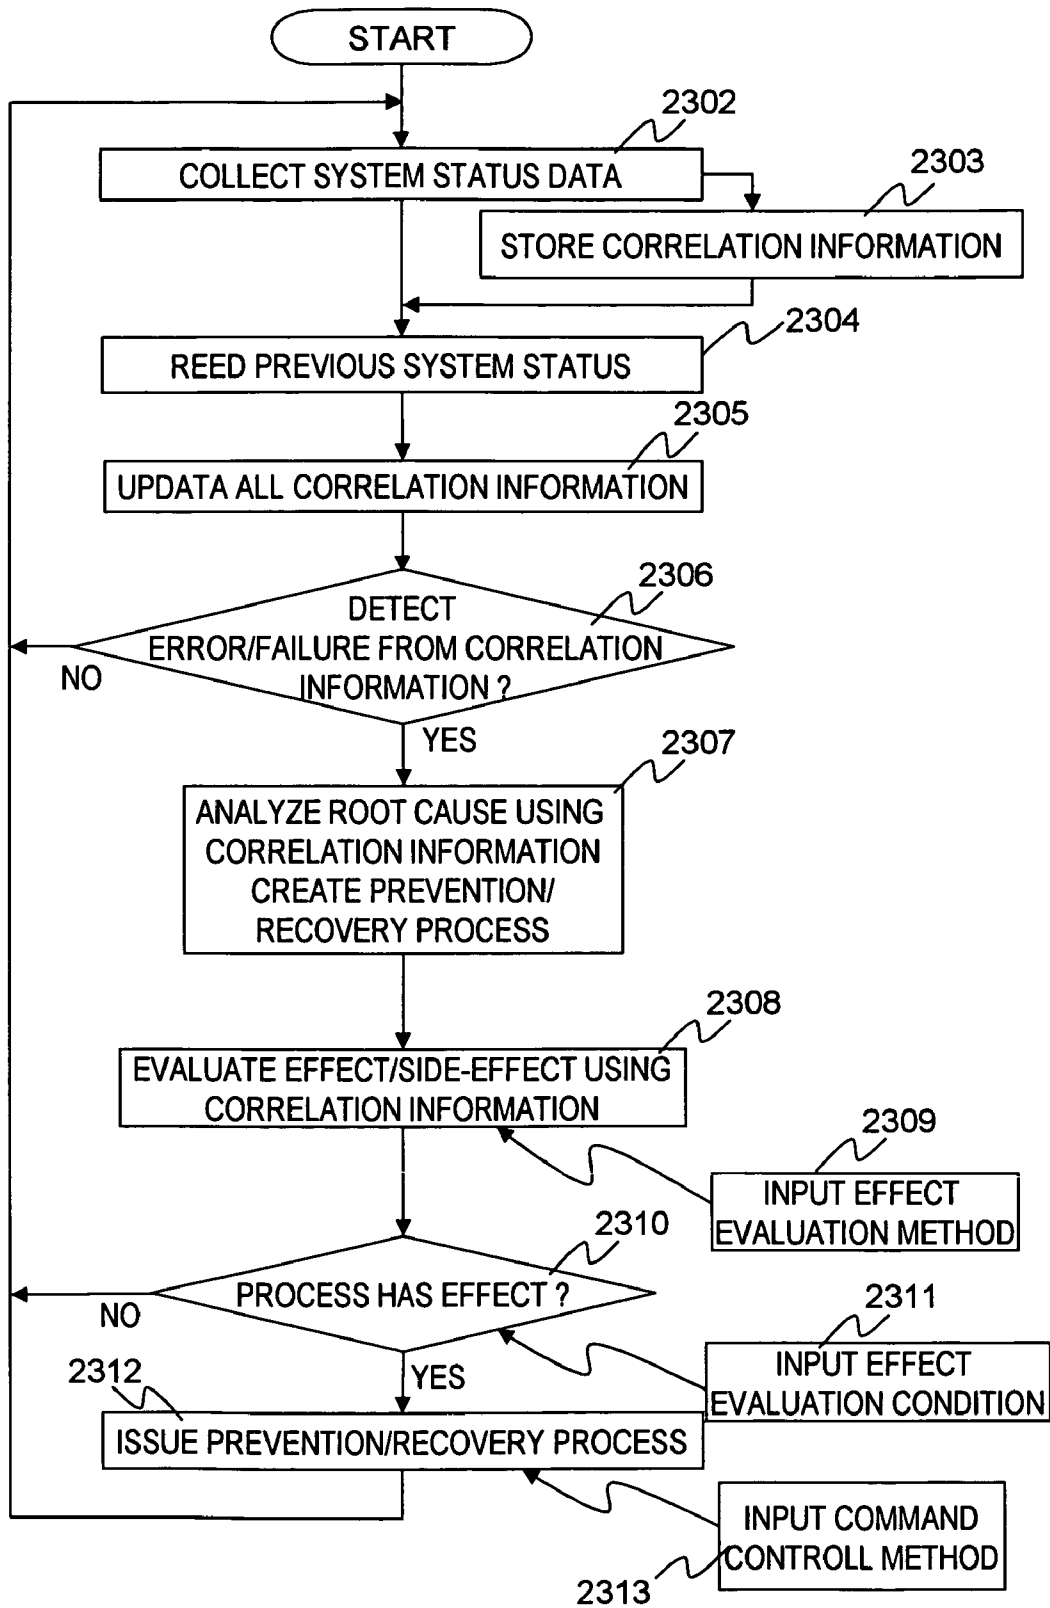 START
2302
COLLECT SYSTEM STATUS DATA
2303
STORE CORRELATION INFORMATION
2304
REED PREVIOUS SYSTEM STATUS
2305
UPDATA ALL CORRELATION INFORMATION
2306
DETECT
ERROR/FAILURE FROM CORRELATION
INFORMATION ?
NO
YES
2307
ANALYZE ROOT CAUSE USING
CORRELATION INFORMATION
CREATE PREVENTION/
RECOVERY PROCESS
2308
EVALUATE EFFECT/SIDE-EFFECT USING
CORRELATION INFORMATION
2309
INPUT EFFECT
EVALUATION METHOD
2310
PROCESS HAS EFFECT ?
NO
YES
2311
INPUT EFFECT
EVALUATION CONDITION
2312
ISSUE PREVENTION/RECOVERY PROCESS
INPUT COMMAND
CONTROLL METHOD
2313